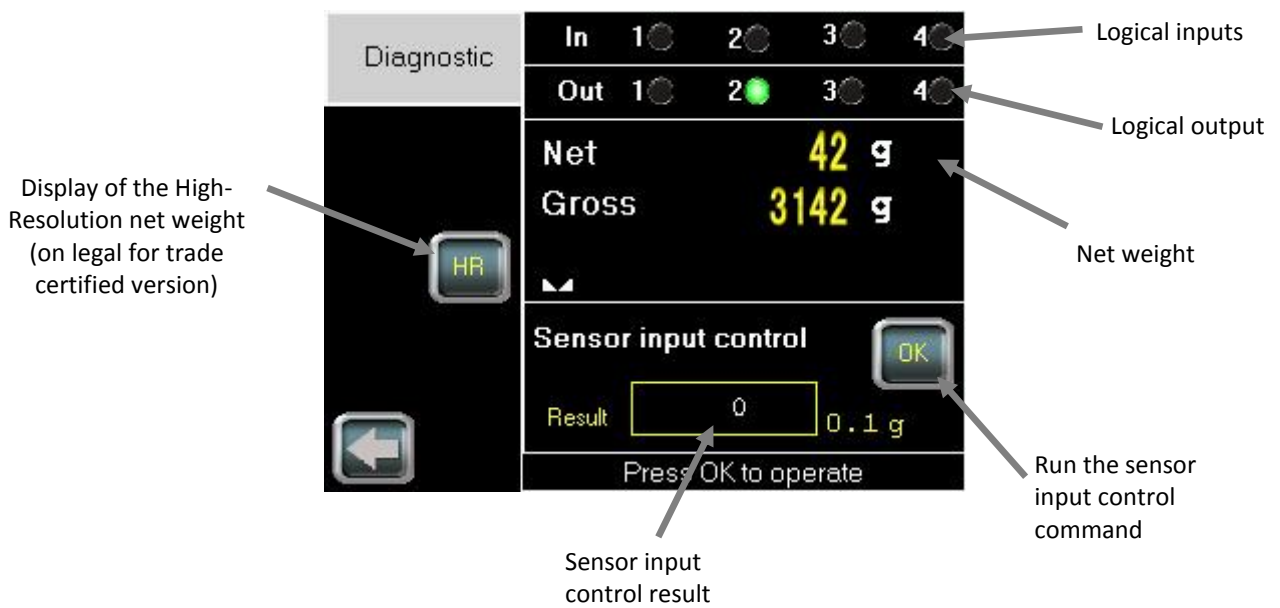 Diagnostic
In 1 2 3 4
Logical inputs
Out 1 2 3 4
Logical output
Net 42 g
Gross 3142 g
Net weight
Display of the High-
Resolution net weight
(on legal for trade
certified version)
HR
Sensor input control
OK
Result 0 0.1 g
Press OK to operate
Run the sensor
input control
command
Sensor input
control result